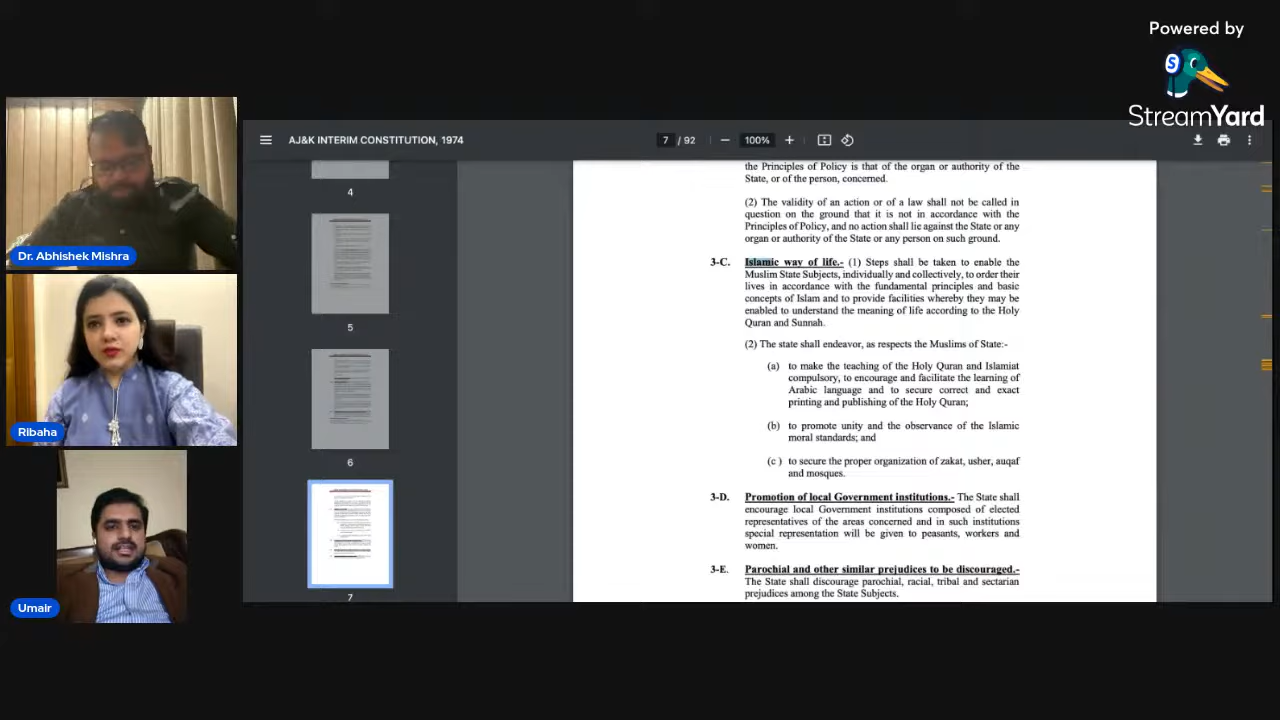 Powered by
S
StreamYard
AJ&K INTERIM CONSTITUTION, 1974
7 / 92
100%
4
5
6
7
Dr. Abhishek Mishra
Ribaha
Umair
the Principles of Policy is that of the organ or authority of the
State, or of the person, concerned.
(2) The validity of an action or of a law shall not be called in
question on the ground that it is not in accordance with the
Principles of Policy, and no action shall lie against the State or any
organ or authority of the State or any person on such ground.
3-C. Islamic way of life.- (1) Steps shall be taken to enable the
Muslim State Subjects, individually and collectively, to order their
lives in accordance with the fundamental principles and basic
concepts of Islam and to provide facilities whereby they may be
enabled to understand the meaning of life according to the Holy
Quran and Sunnah.
(2) The state shall endeavor, as respects the Muslims of State:-
(a) to make the teaching of the Holy Quran and Islamiat
compulsory, to encourage and facilitate the learning of
Arabic language and to secure correct and exact
printing and publishing of the Holy Quran;
(b) to promote unity and the observance of the Islamic
moral standards; and
(c ) to secure the proper organization of zakat, usher, auqaf
and mosques.
3-D. Promotion of local Government institutions.- The State shall
encourage local Government institutions composed of elected
representatives of the areas concerned and in such institutions
special representation will be given to peasants, workers and
women.
3-E. Parochial and other similar prejudices to be discouraged.-
The State shall discourage parochial, racial, tribal and sectarian
prejudices among the State Subjects.